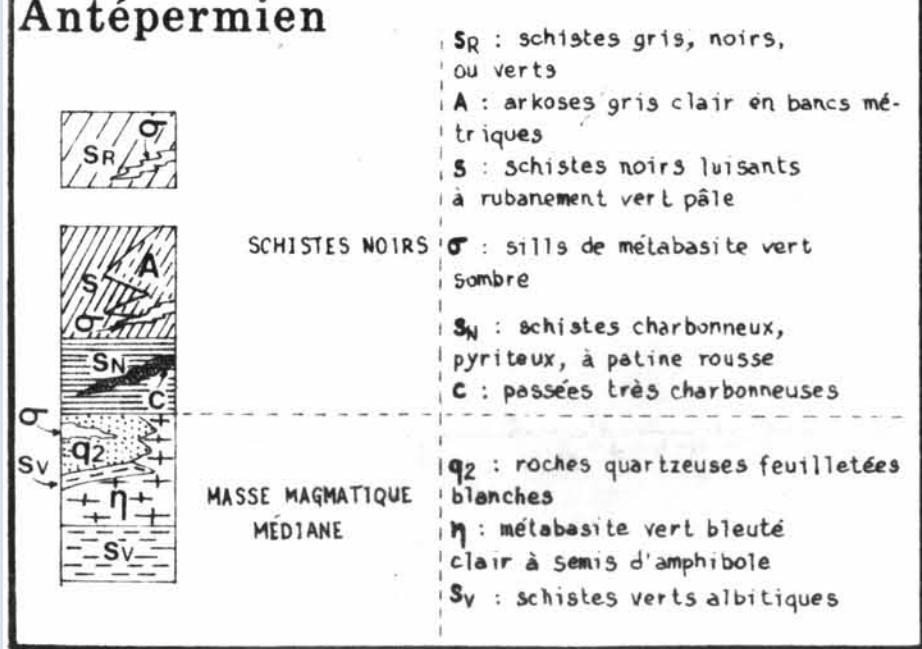 Antépermien
SR
σ
S
A
σ
SN
C
σ
q2
Sv
η
Sv
SCHISTES NOIRS
MASSE MAGMATIQUE
MÉDIANE
SR : schistes gris, noirs,
ou verts
A : arkoses gris clair en bancs mé-
triques
S : schistes noirs luisants
à rubanement vert pâle
σ : sills de métabasite vert
sombre
SN : schistes charbonneux,
pyriteux, à patine rousse
C : passées très charbonneuses
q2 : roches quartzeuses feuilletées
blanches
η : métabasite vert bleuté
clair à semis d'amphibole
Sv : schistes verts albitiques